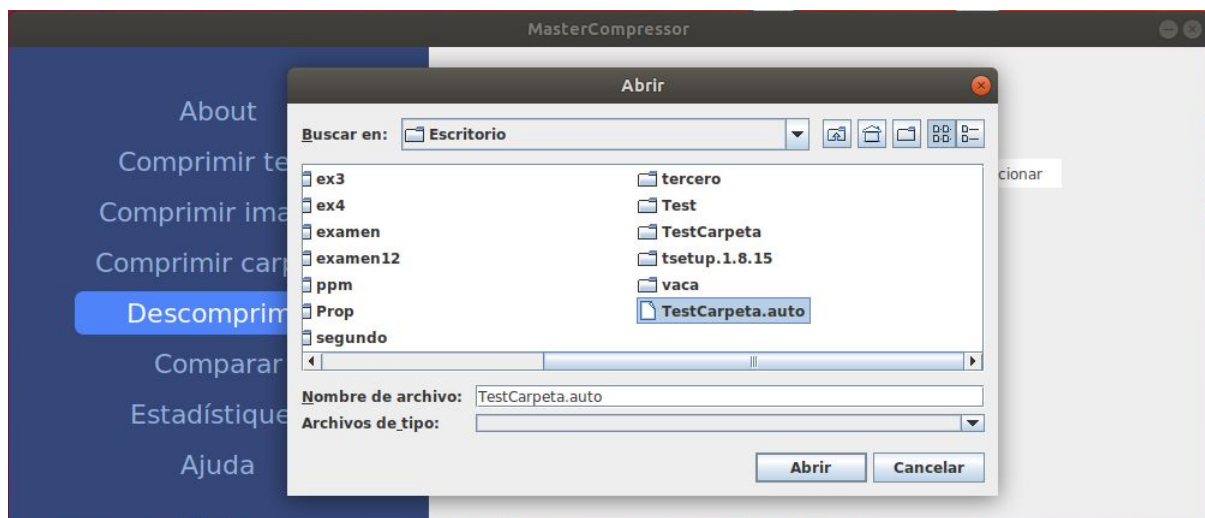 MasterCompressor
About
Comprimir te
Comprimir ima
Comprimir carp
Descomprim
Comparar
Estadístique
Ajuda
Abrir
Buscar en: Escritorio
ex3
ex4
examen
examen12
ppm
Prop
segundo
tercero
Test
TestCarpeta
tsetup.1.8.15
vaca
TestCarpeta.auto
Nombre de archivo: TestCarpeta.auto
Archivos de_tipo:
Abrir Cancelar
cionar